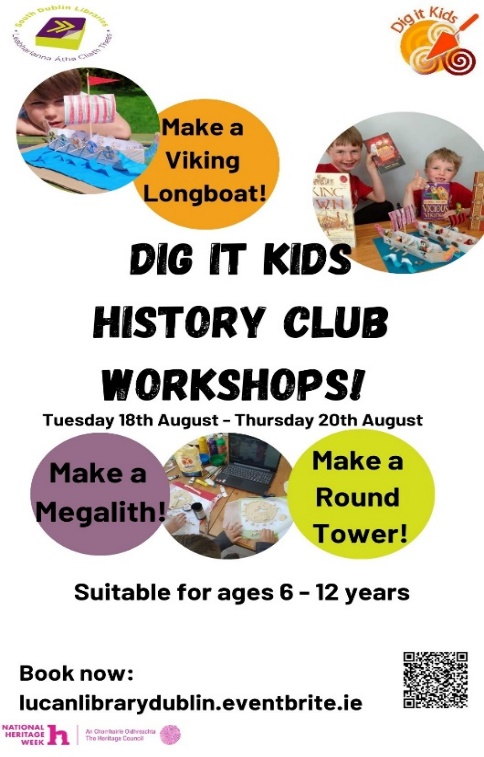 South Dublin Libraries
Leabharlanna Átha Cliath Theas
Dig it Kids
Make a
Viking
Longboat!
DIG IT KIDS
HISTORY CLUB
WORKSHOPS!
Tuesday 18th August - Thursday 20th August
Make a
Megalith!
Make a
Round
Tower!
Suitable for ages 6 - 12 years
Book now:
lucanlibrarydublin.eventbrite.ie
NATIONAL
HERITAGE
WEEK
An Chomhairle Oidhreachta
The Heritage Council